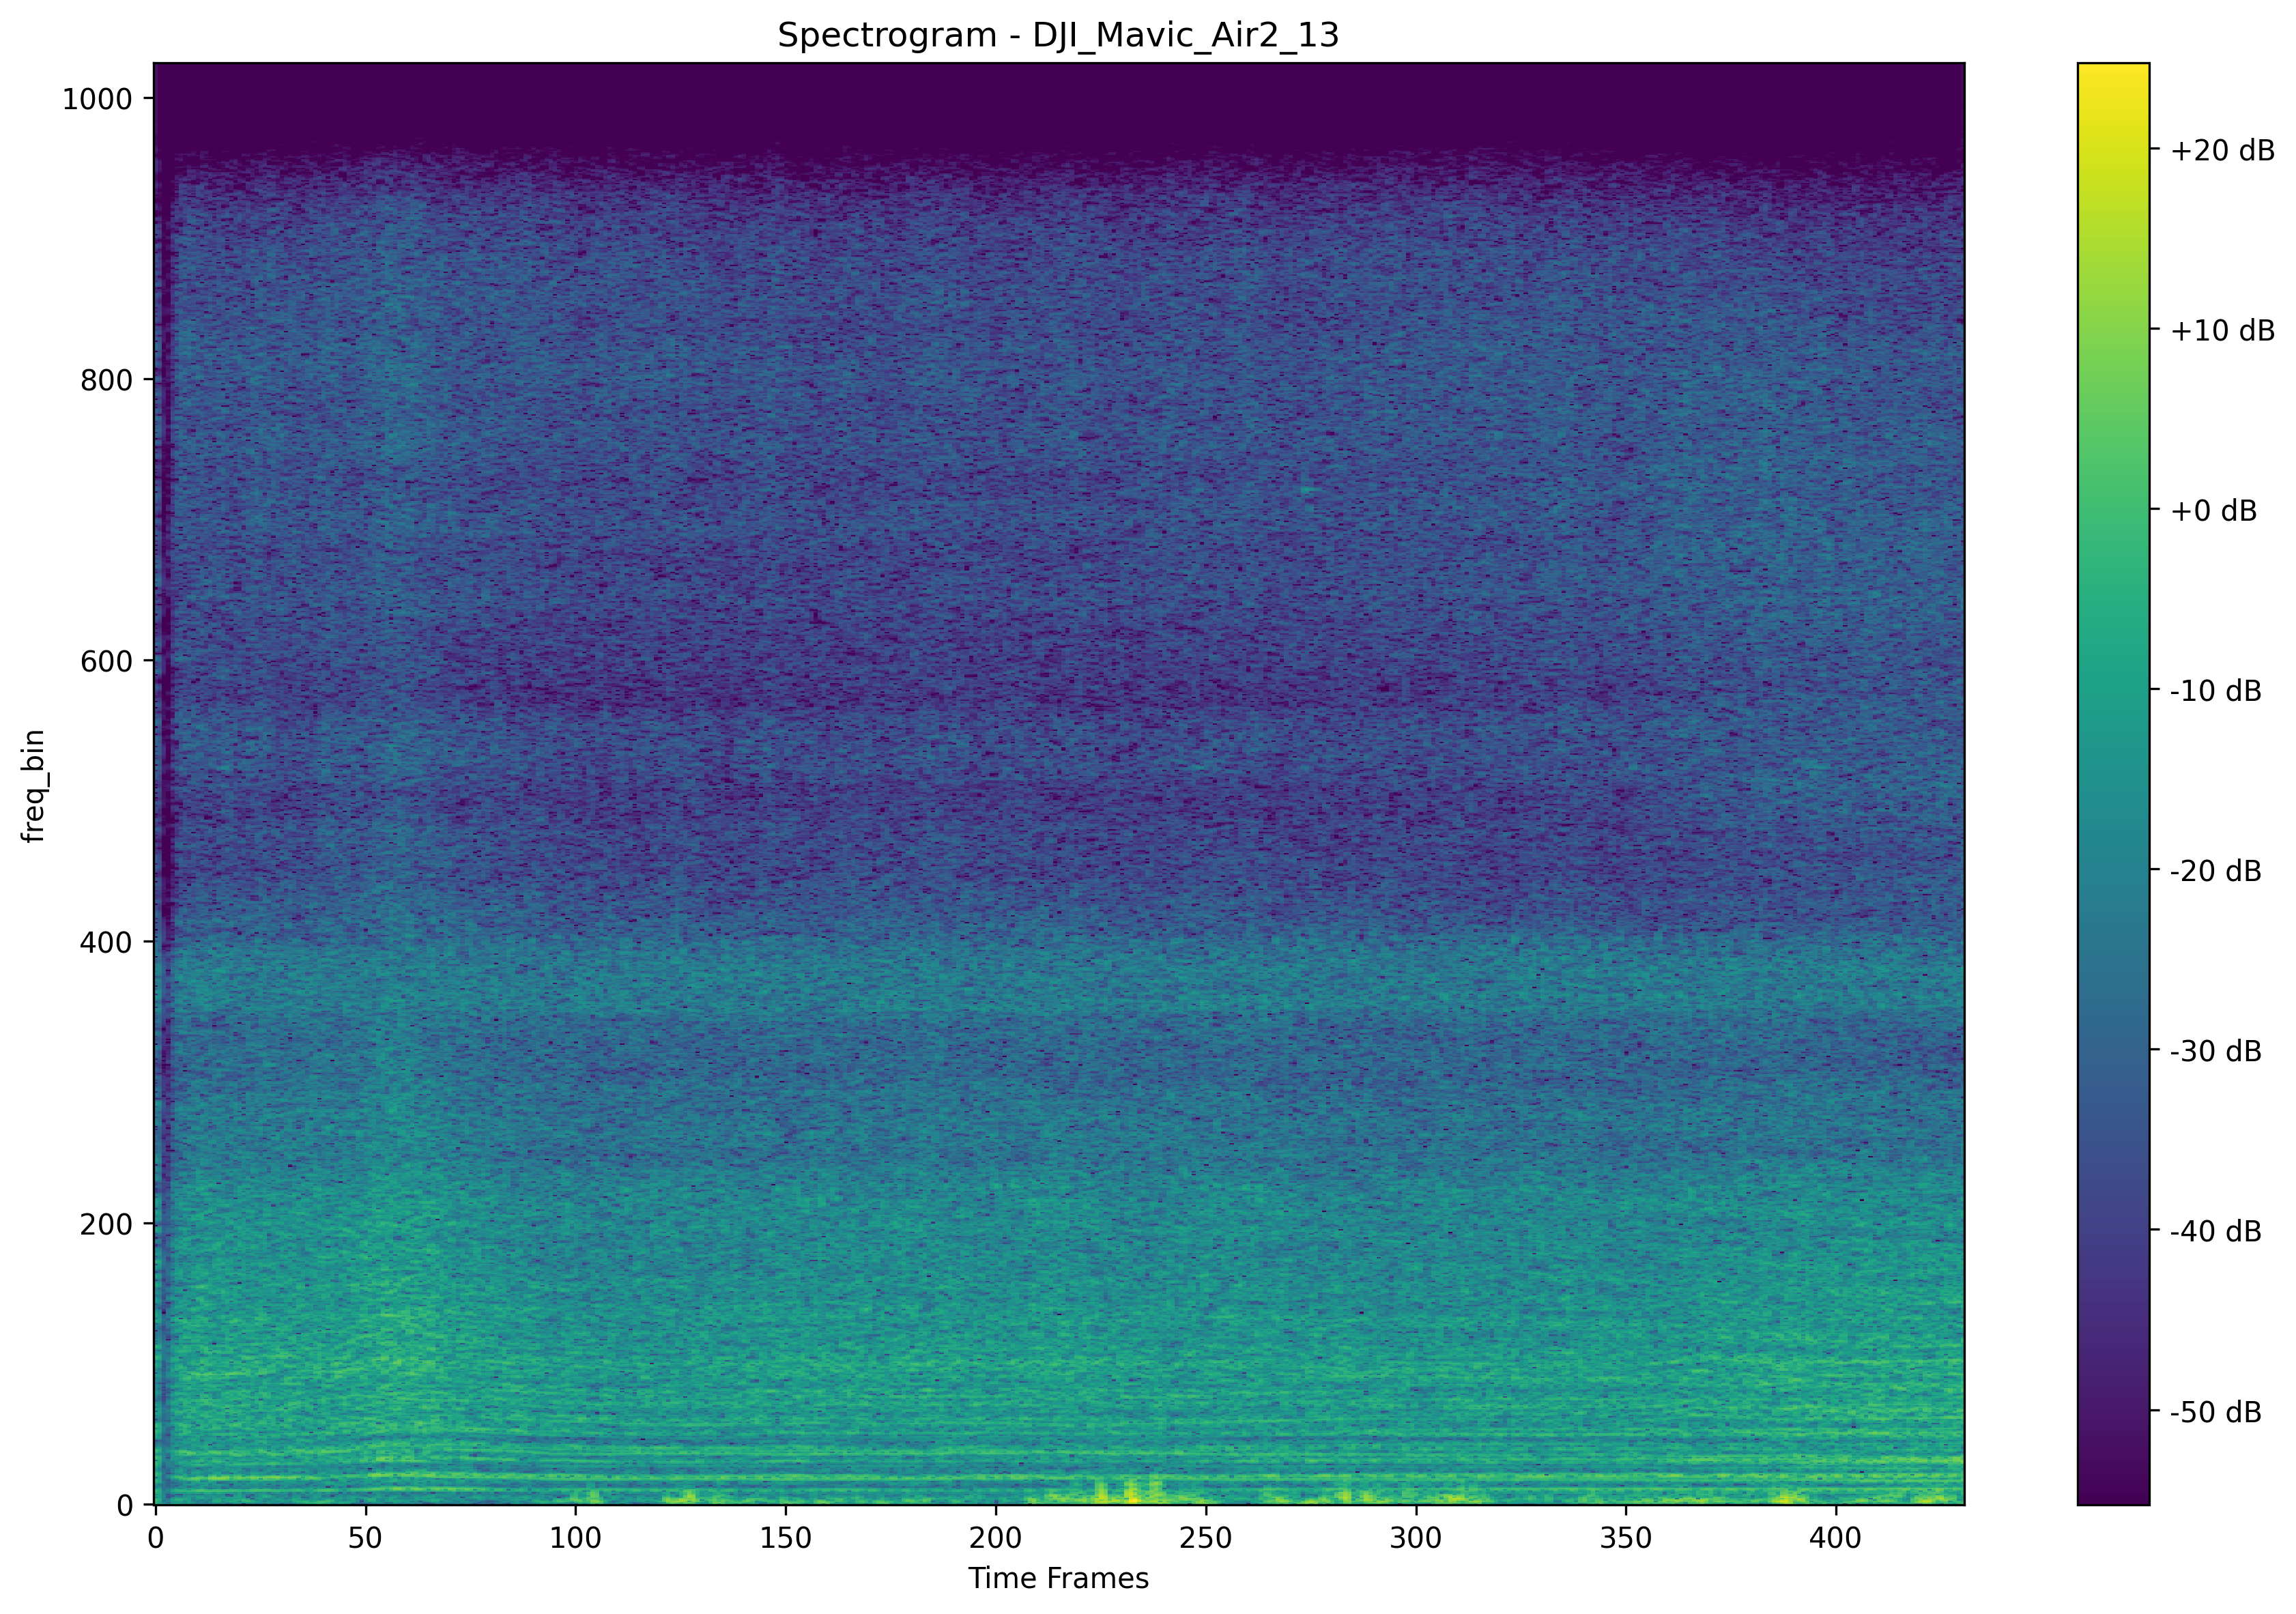 Spectrogram - DJI_Mavic_Air2_13
1000
800
600
400
200
0
freq_bin
0 50 100 150 200 250 300 350 400
Time Frames
+20 dB
+10 dB
+0 dB
-10 dB
-20 dB
-30 dB
-40 dB
-50 dB